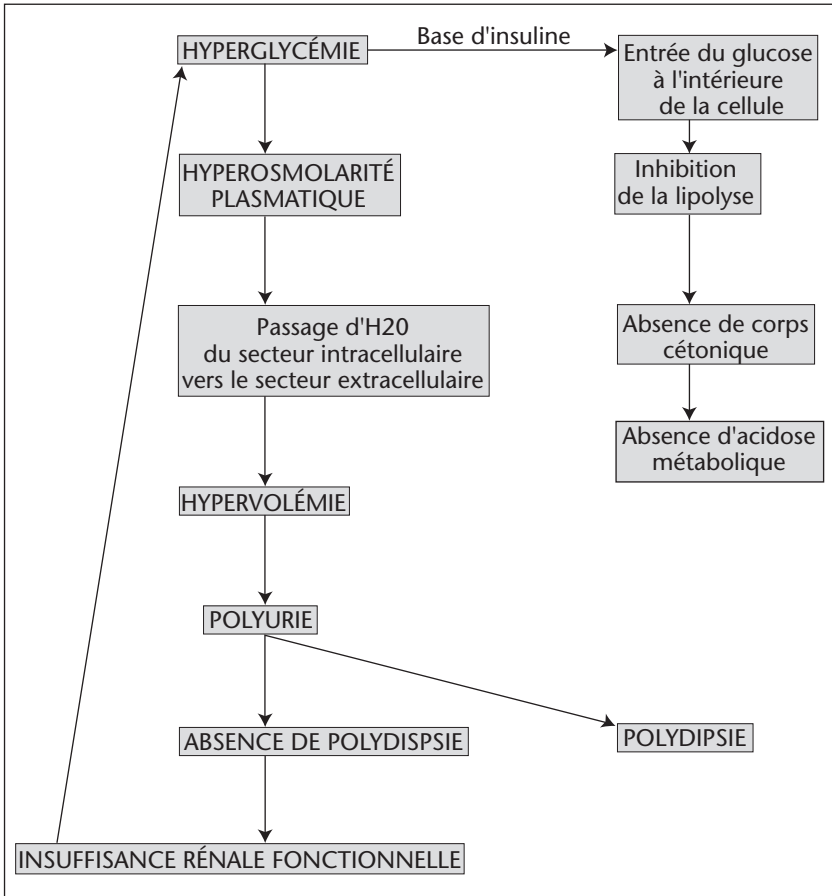 HYPERGLYCÉMIE
Base d'insuline
Entrée du glucose
à l'intérieure
de la cellule
HYPEROSMOLARITÉ
PLASMATIQUE
Inhibition
de la lipolyse
Passage d'H20
du secteur intracellulaire
vers le secteur extracellulaire
Absence de corps
cétonique
Absence d'acidose
métabolique
HYPERVOLÉMIE
POLYURIE
ABSENCE DE POLYDISPSIE
POLYDIPSIE
INSUFFISANCE RÉNALE FONCTIONNELLE